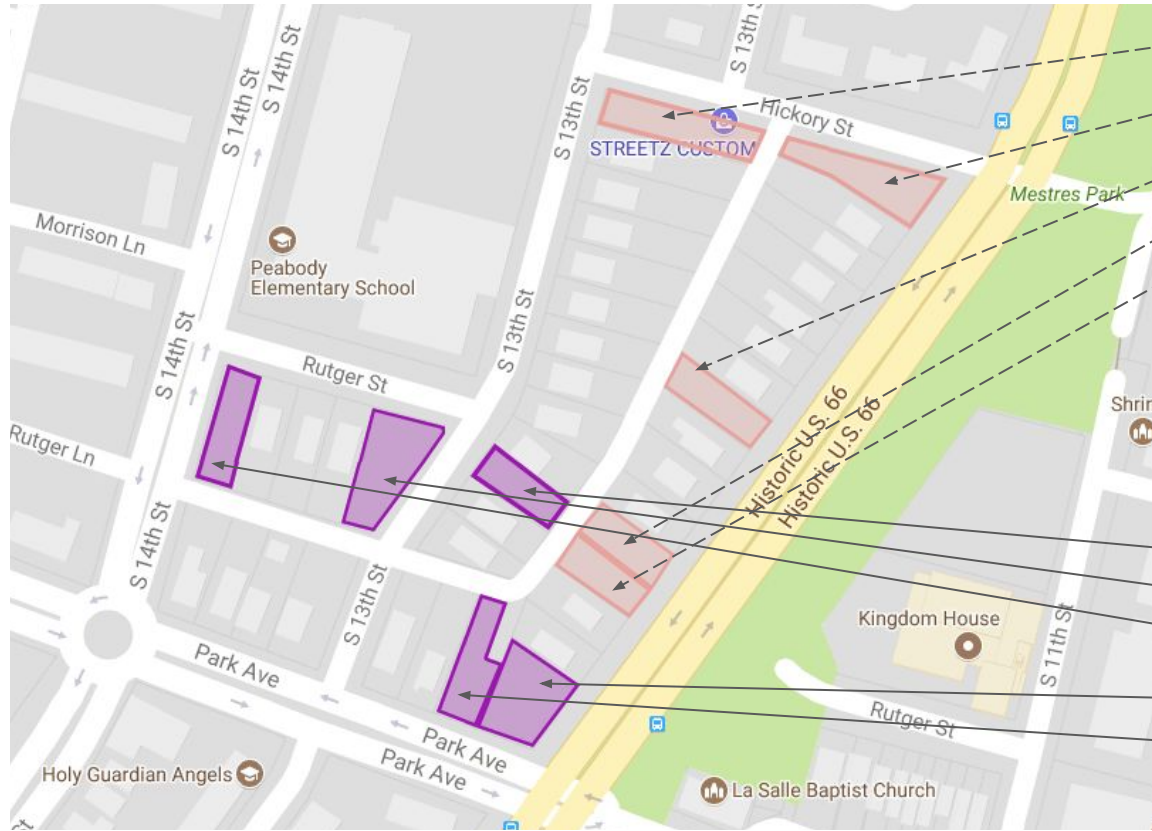 S 13th S
S 14th St
S 14th St
S 13th St
Hickory St
STREETZ CUSTOM
Mestres Park
Morrison Ln
Peabody
Elementary School
S 14th St
S 13th St
Rutger St
Historic U.S. 66
Historic U.S. 66
Shrin
Rutger Ln
S 14th St
S 13th St
Kingdom House
S 11th St
Park Ave
Rutger St
Park Ave
Park Ave
Holy Guardian Angels
La Salle Baptist Church
St